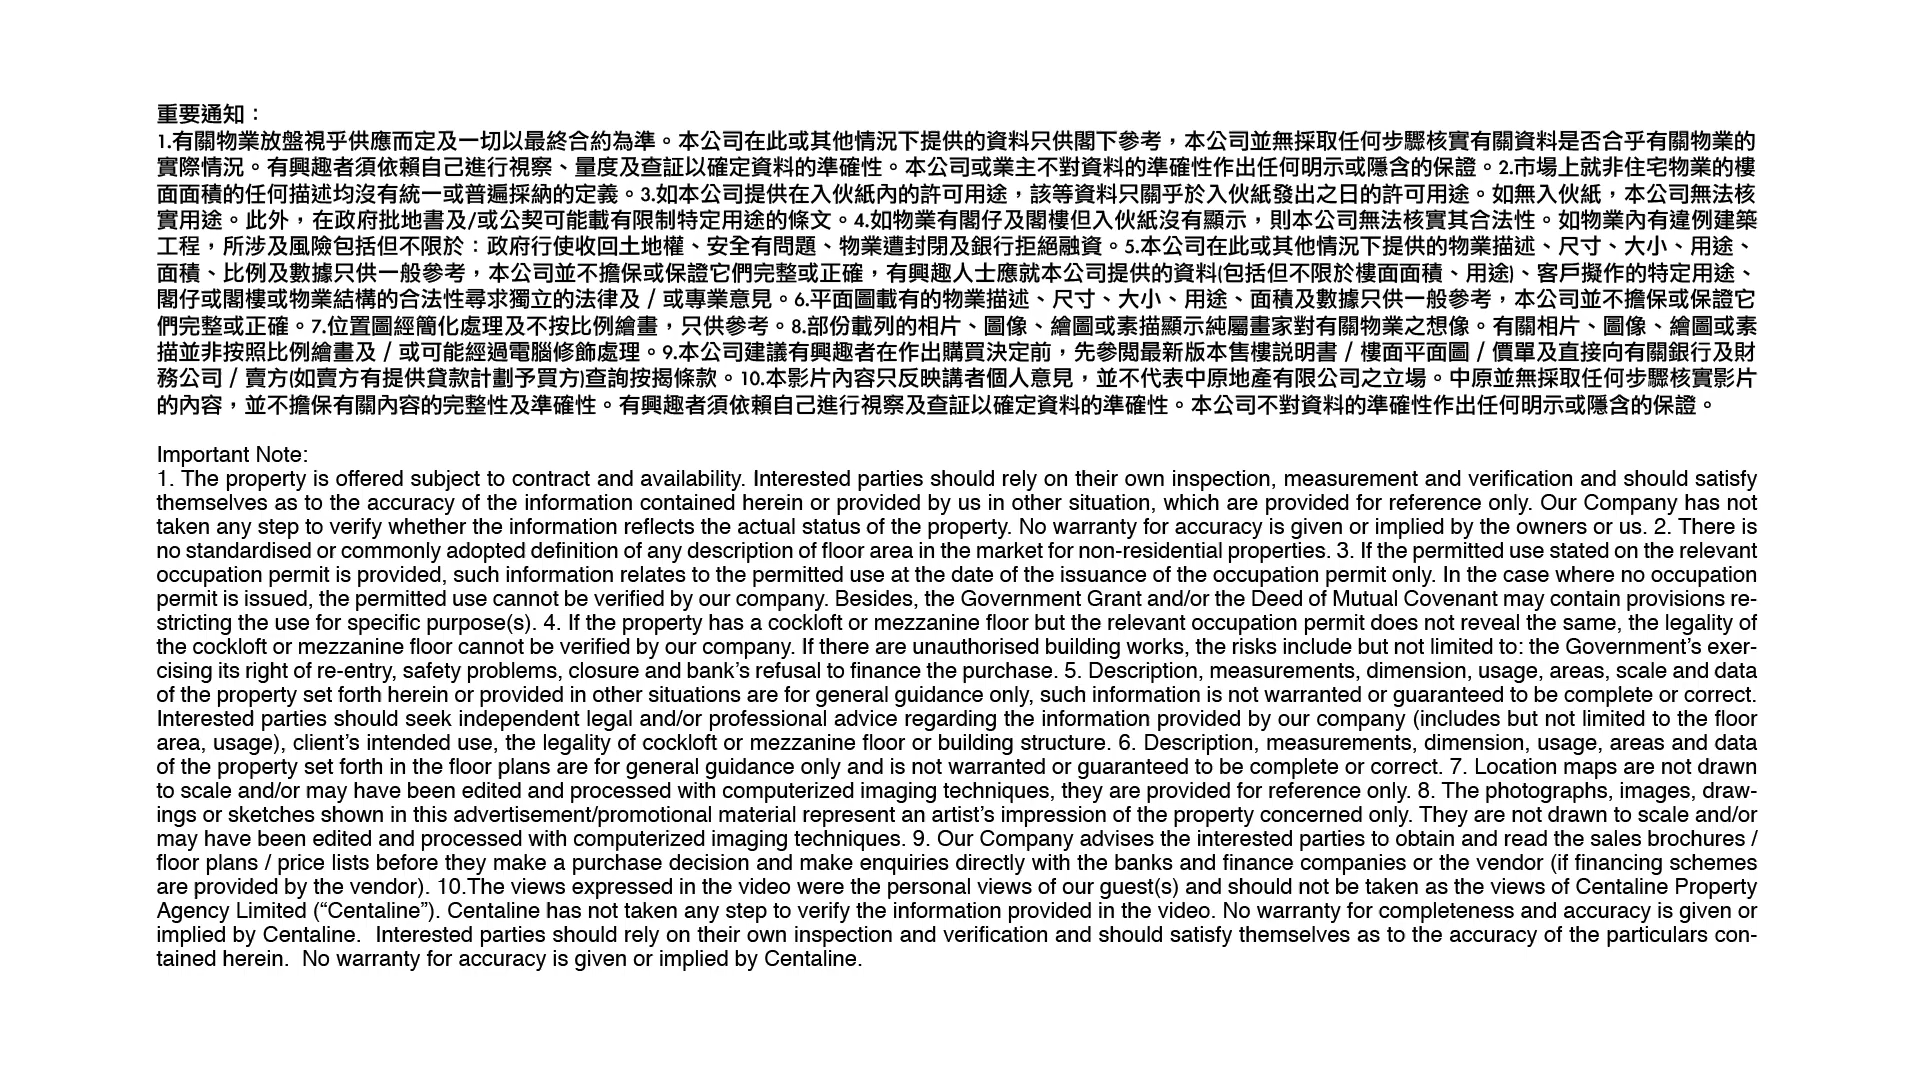 重要通知：
1.有關物業放盤視乎供應而定及一切以最終合約為準。本公司在此或其他情況下提供的資料只供閣下參考，本公司並無採取任何步驟核實有關資料是否合乎有關物業的
實際情況。有興趣者須依賴自己進行視察、量度及查証以確定資料的準確性。本公司或業主不對資料的準確性作出任何明示或隱含的保證。2.市場上就非住宅物業的樓
面面積的任何描述均沒有統一或普遍採納的定義。3.如本公司提供在入伙紙內的許可用途，該等資料只關乎於入伙紙發出之日的許可用途。如無入伙紙，本公司無法核
實用途。此外，在政府批地書及/或公契可能載有限制特定用途的條文。4.如物業有閣仔及閣樓但入伙紙沒有顯示，則本公司無法核實其合法性。如物業內有違例建築
工程，所涉及風險包括但不限於：政府行使收回土地權、安全有問題、物業遭封閉及銀行拒絕融資。5.本公司在此或其他情況下提供的物業描述、尺寸、大小、用途、
面積、比例及數據只供一般參考，本公司並不擔保或保證它們完整或正確，有興趣人士應就本公司提供的資料(包括但不限於樓面面積、用途)、客戶擬作的特定用途、
閣仔或閣樓或物業結構的合法性尋求獨立的法律及 / 或專業意見。6.平面圖載有的物業描述、尺寸、大小、用途、面積及數據只供一般參考，本公司並不擔保或保證它
們完整或正確。7.位置圖經簡化處理及不按比例繪畫，只供參考。8.部份載列的相片、圖像、繪圖或素描顯示純屬畫家對有關物業之想像。有關相片、圖像、繪圖或素
描並非按照比例繪畫及 / 或可能經過電腦修飾處理。9.本公司建議有興趣者在作出購買決定前，先參閱最新版本售樓説明書 / 樓面平面圖 / 價單及直接向有關銀行及財
務公司 / 賣方(如賣方有提供貸款計劃予買方)查詢按揭條款。10.本影片內容只反映講者個人意見，並不代表中原地產有限公司之立場。中原並無採取任何步驟核實影片
的內容，並不擔保有關內容的完整性及準確性。有興趣者須依賴自己進行視察及查証以確定資料的準確性。本公司不對資料的準確性作出任何明示或隱含的保證。
Important Note:
1. The property is offered subject to contract and availability. Interested parties should rely on their own inspection, measurement and verification and should satisfy
themselves as to the accuracy of the information contained herein or provided by us in other situation, which are provided for reference only. Our Company has not
taken any step to verify whether the information reflects the actual status of the property. No warranty for accuracy is given or implied by the owners or us. 2. There is
no standardised or commonly adopted definition of any description of floor area in the market for non-residential properties. 3. If the permitted use stated on the relevant
occupation permit is provided, such information relates to the permitted use at the date of the issuance of the occupation permit only. In the case where no occupation
permit is issued, the permitted use cannot be verified by our company. Besides, the Government Grant and/or the Deed of Mutual Covenant may contain provisions re-
stricting the use for specific purpose(s). 4. If the property has a cockloft or mezzanine floor but the relevant occupation permit does not reveal the same, the legality of
the cockloft or mezzanine floor cannot be verified by our company. If there are unauthorised building works, the risks include but not limited to: the Government’s exer-
cising its right of re-entry, safety problems, closure and bank’s refusal to finance the purchase. 5. Description, measurements, dimension, usage, areas, scale and data
of the property set forth herein or provided in other situations are for general guidance only, such information is not warranted or guaranteed to be complete or correct.
Interested parties should seek independent legal and/or professional advice regarding the information provided by our company (includes but not limited to the floor
area, usage), client’s intended use, the legality of cockloft or mezzanine floor or building structure. 6. Description, measurements, dimension, usage, areas and data
of the property set forth in the floor plans are for general guidance only and is not warranted or guaranteed to be complete or correct. 7. Location maps are not drawn
to scale and/or may have been edited and processed with computerized imaging techniques, they are provided for reference only. 8. The photographs, images, draw-
ings or sketches shown in this advertisement/promotional material represent an artist’s impression of the property concerned only. They are not drawn to scale and/or
may have been edited and processed with computerized imaging techniques. 9. Our Company advises the interested parties to obtain and read the sales brochures /
floor plans / price lists before they make a purchase decision and make enquiries directly with the banks and finance companies or the vendor (if financing schemes
are provided by the vendor). 10.The views expressed in the video were the personal views of our guest(s) and should not be taken as the views of Centaline Property
Agency Limited (“Centaline”). Centaline has not taken any step to verify the information provided in the video. No warranty for completeness and accuracy is given or
implied by Centaline.  Interested parties should rely on their own inspection and verification and should satisfy themselves as to the accuracy of the particulars con-
tained herein.  No warranty for accuracy is given or implied by Centaline.